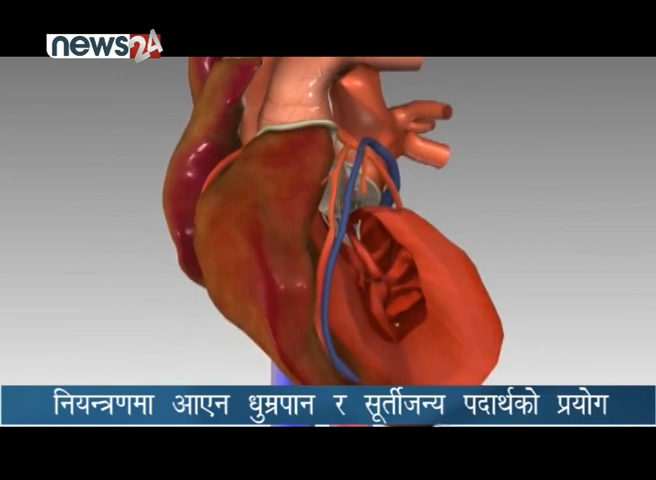 news24
नियन्त्रणमा आएन धुम्रपान र सूर्तीजन्य पदार्थको प्रयोग